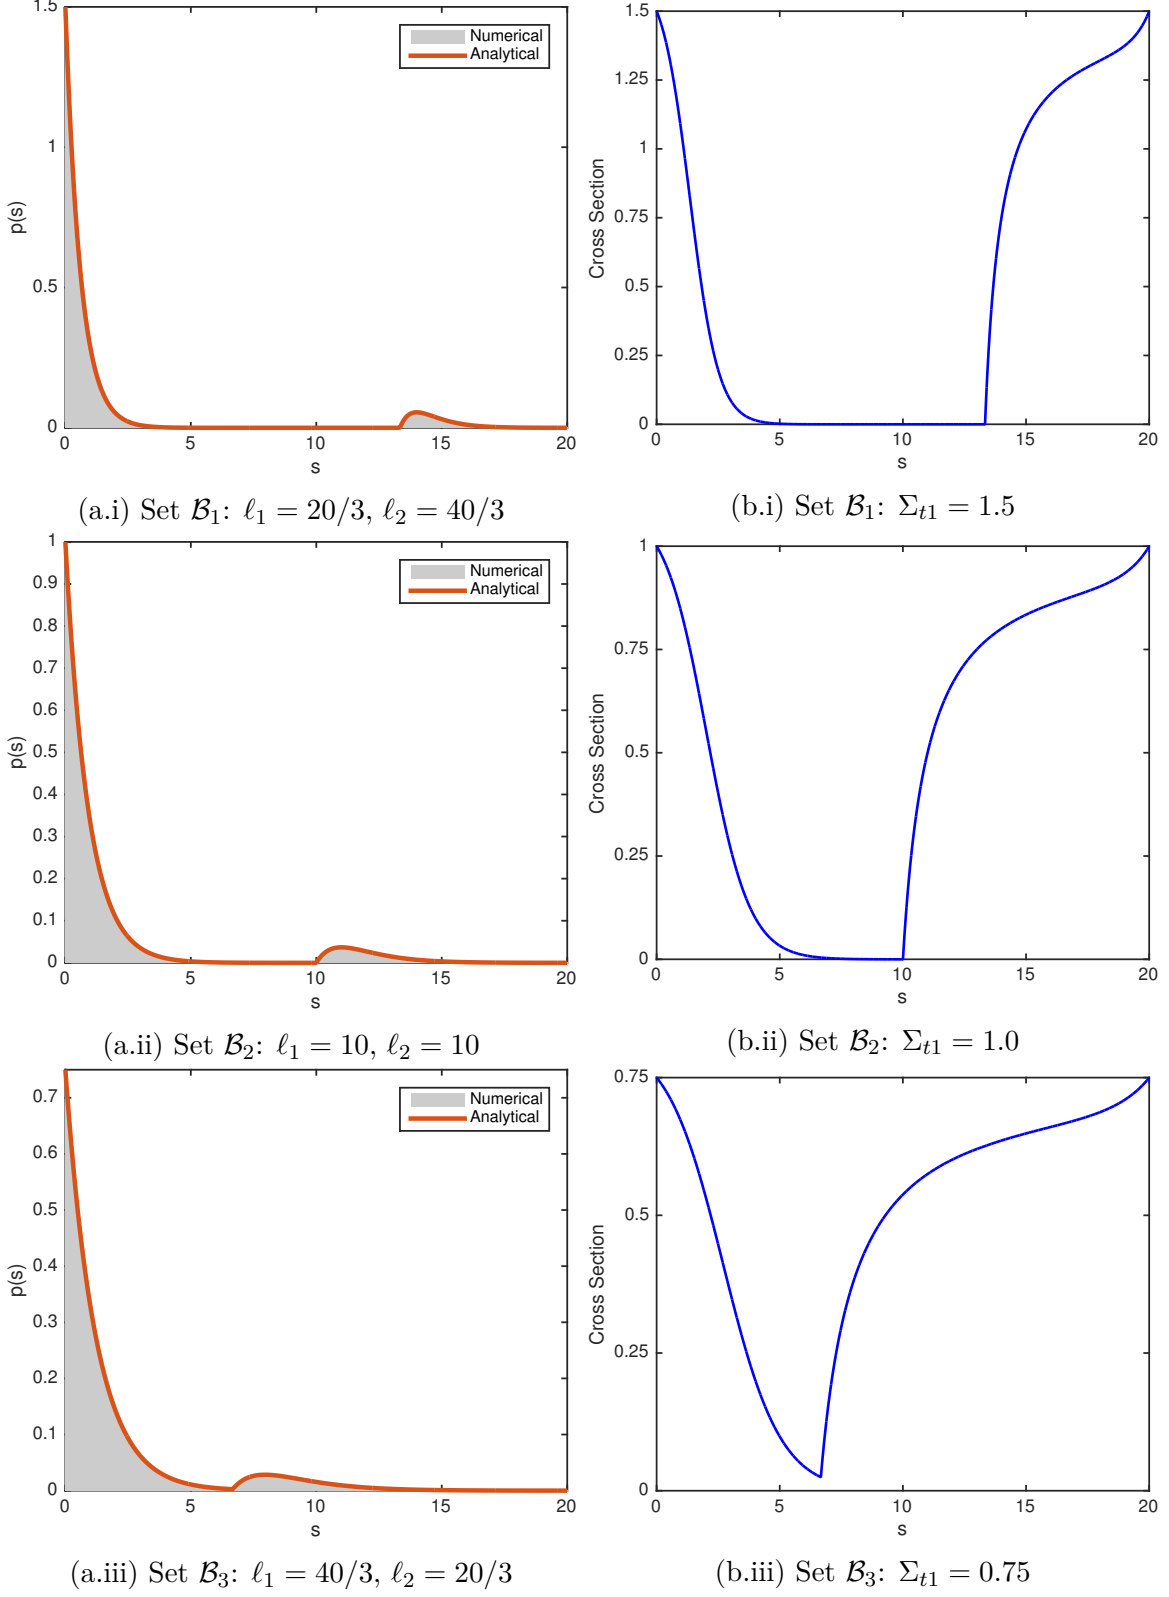 1.5
1
0.5
0
p(s)
0 5 10 15 20
s
Numerical
Analytical
(a.i) Set ℬ₁: ℓ₁ = 20/3, ℓ₂ = 40/3
1.5
1.25
1
0.75
0.5
0.25
0
Cross Section
0 5 10 15 20
s
(b.i) Set ℬ₁: Σₜ₁ = 1.5
1
0.9
0.8
0.7
0.6
0.5
0.4
0.3
0.2
0.1
0
p(s)
0 5 10 15 20
s
Numerical
Analytical
(a.ii) Set ℬ₂: ℓ₁ = 10, ℓ₂ = 10
1
0.75
0.5
0.25
0
Cross Section
0 5 10 15 20
s
(b.ii) Set ℬ₂: Σₜ₁ = 1.0
0.7
0.6
0.5
0.4
0.3
0.2
0.1
0
p(s)
0 5 10 15 20
s
Numerical
Analytical
(a.iii) Set ℬ₃: ℓ₁ = 40/3, ℓ₂ = 20/3
0.75
0.5
0.25
0
Cross Section
0 5 10 15 20
s
(b.iii) Set ℬ₃: Σₜ₁ = 0.75